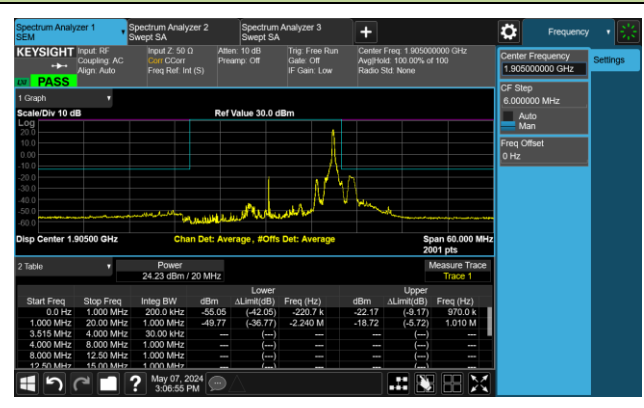 Spectrum Analyzer 1
SEM
Spectrum Analyzer 2
Swept SA
Spectrum Analyzer 3
Swept SA
Frequency
KEYSIGHT
Input: RF
Coupling: AC
Align: Auto
Input Z: 50 Ω
Corr CCorr
Freq Ref: Int (S)
Atten: 10 dB
Preamp: Off
Trig: Free Run
Gate: Off
IF Gain: Low
Center Freq: 1.905000000 GHz
Avg|Hold: 100.00% of 100
Radio Std: None
PASS
Center Frequency
1.905000000 GHz
Settings
CF Step
6.000000 MHz
Auto
Man
Freq Offset
0 Hz
1 Graph
Scale/Div 10 dB
Ref Value 30.0 dBm
Log
20.0
10.0
0.00
-10.0
-20.0
-30.0
-40.0
-50.0
-60.0
Disp Center 1.90500 GHz
Chan Det: Average , #Offs Det: Average
Span 60.000 MHz
2001 pts
2 Table
Power
24.23 dBm / 20 MHz
Measure Trace
Trace 1
Lower
Upper
Start Freq Stop Freq Integ BW dBm ΔLimit(dB) Freq (Hz) dBm ΔLimit(dB) Freq (Hz)
0.0 Hz 1.000 MHz 200.0 kHz -55.05 (-42.05) -220.7 k -22.17 (-9.17) 970.0 k
1.000 MHz 20.00 MHz 1.000 MHz -49.77 (-36.77) -2.240 M -18.72 (-5.72) 1.010 M
3.515 MHz 4.000 MHz 30.00 kHz --- (---) --- --- (---) ---
4.000 MHz 8.000 MHz 1.000 MHz --- (---) --- --- (---) ---
8.000 MHz 12.50 MHz 1.000 MHz --- (---) --- --- (---) ---
12.50 MHz 15.00 MHz 1.000 MHz --- (---) --- --- (---) ---
May 07, 2024
3:06:55 PM